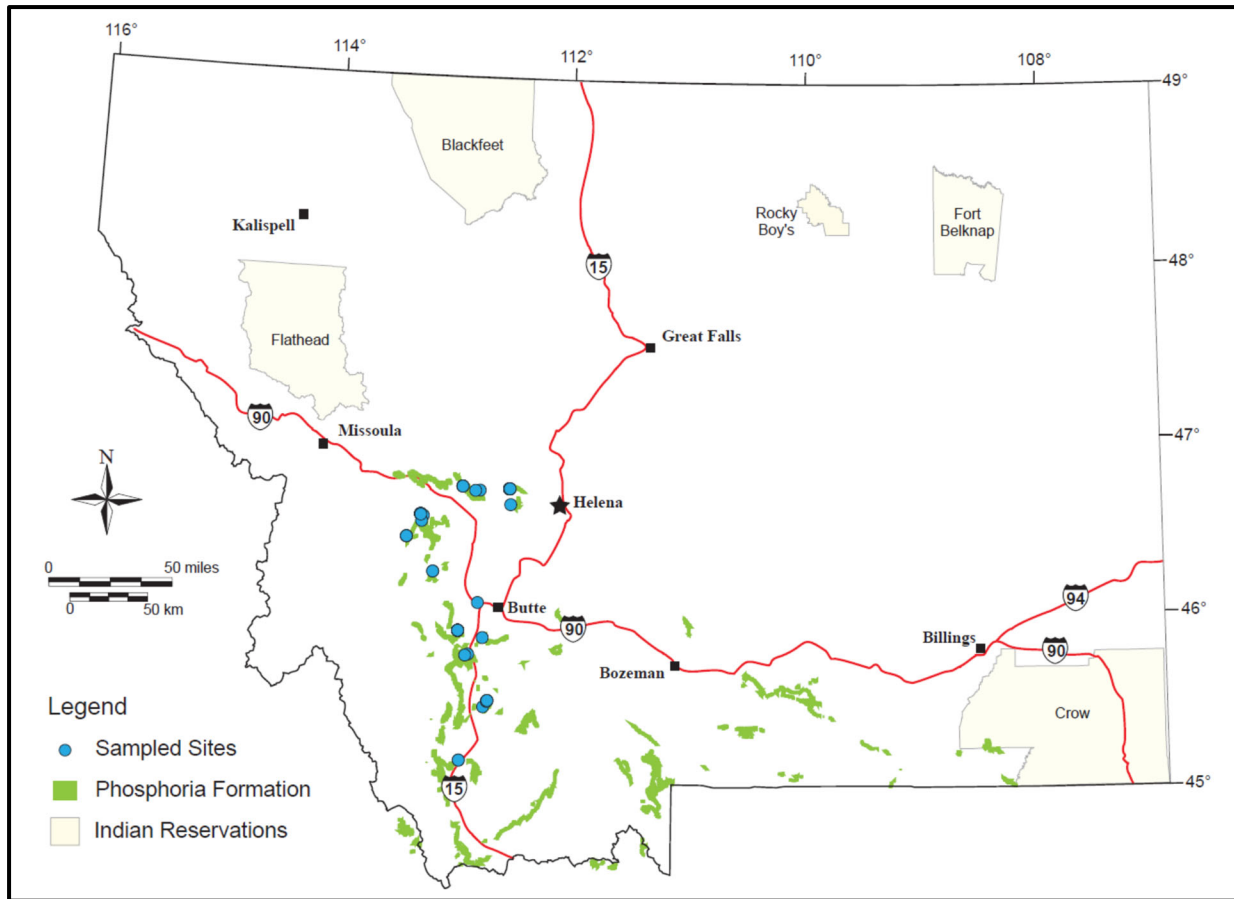 116°
114°
112°
110°
108°
49°
Blackfeet
Kalispell
Rocky
Boy's
Fort
Belknap
48°
15
Great Falls
Flathead
90
Missoula
47°
N
Helena
0 50 miles
0 50 km
Butte
90
46°
94
Billings
90
Bozeman
Crow
Legend
Sampled Sites
Phosphoria Formation
Indian Reservations
15
45°